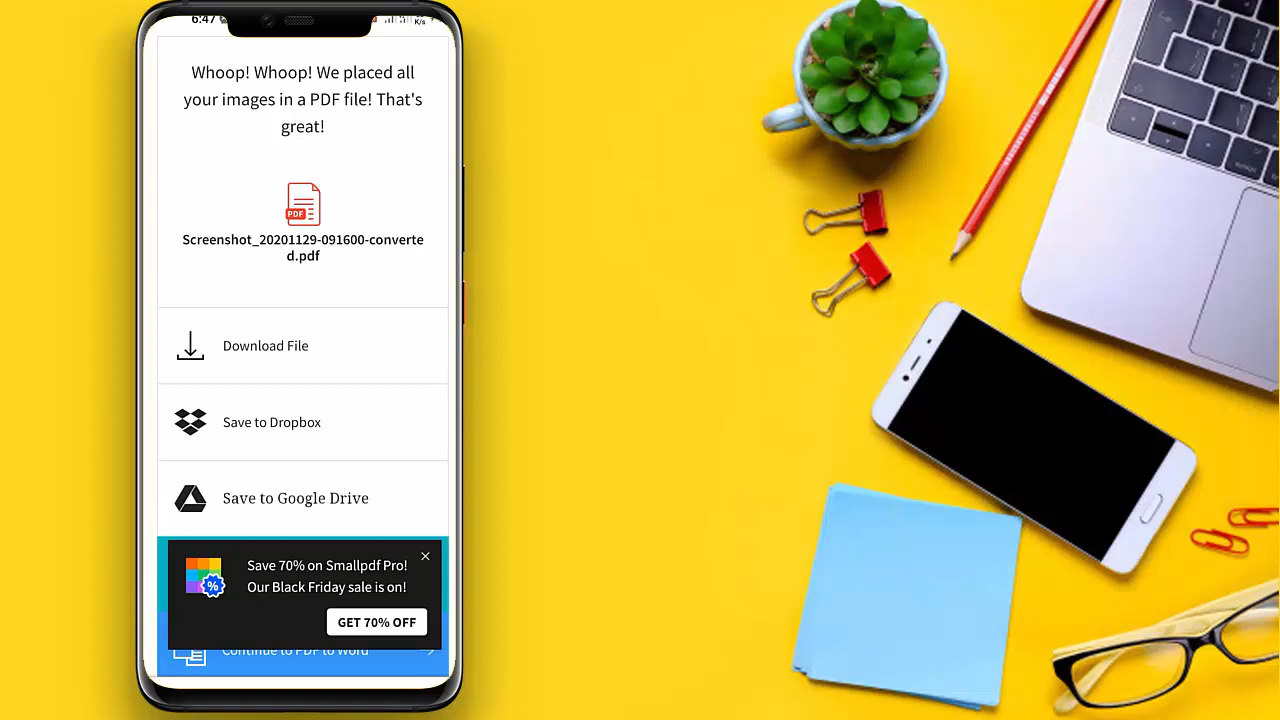 6:47
K/s
Whoop! Whoop! We placed all
your images in a PDF file! That's
great!
PDF
Screenshot_20201129-091600-converte
d.pdf
Download File
Save to Dropbox
Save to Google Drive
Save 70% on Smallpdf Pro!
Our Black Friday sale is on!
%
GET 70% OFF
Continue to PDF to Word